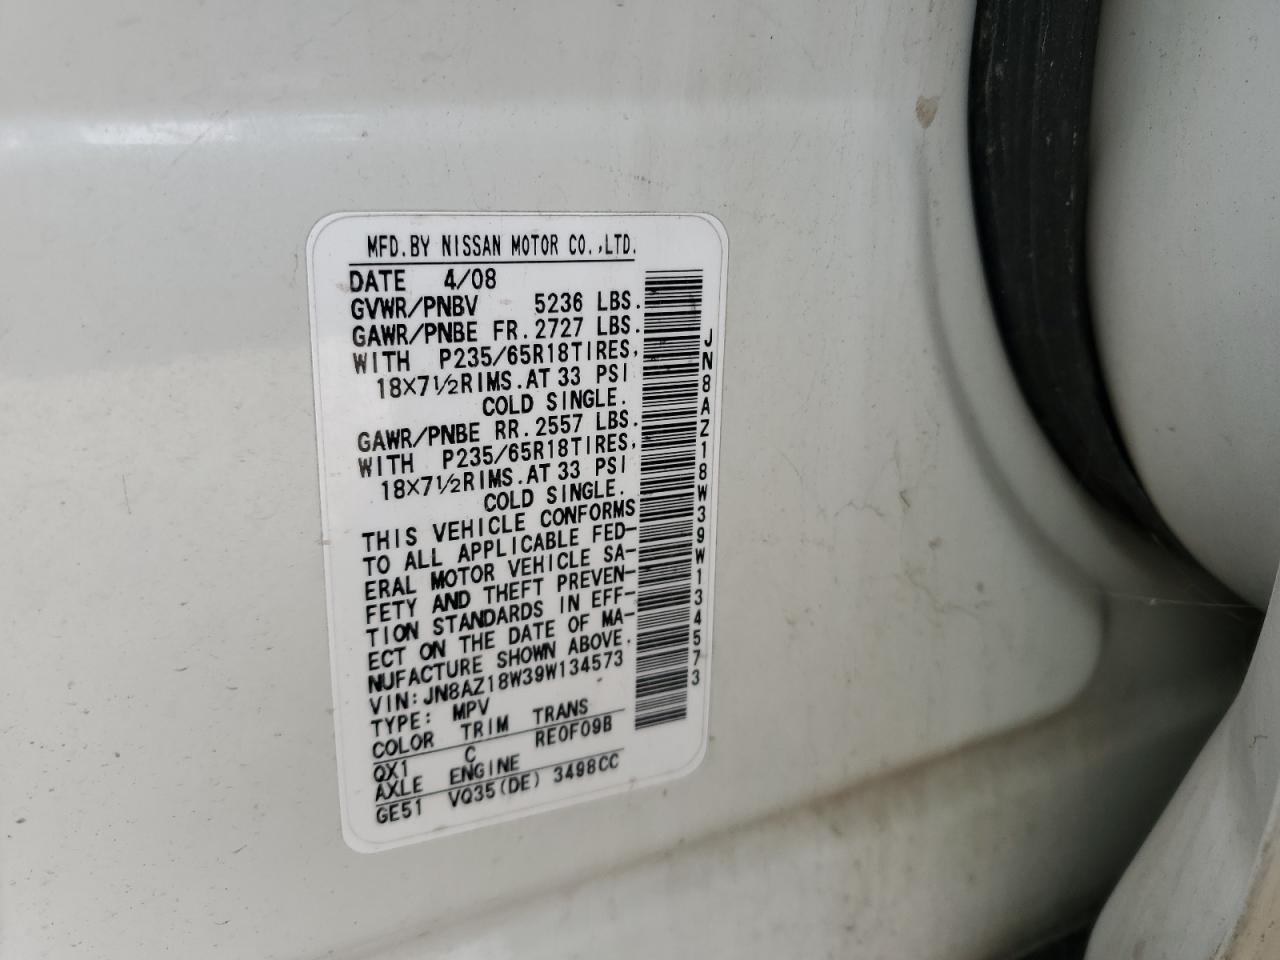 MFD.BY NISSAN MOTOR CO.,LTD.
DATE 4/08
GVWR/PNBV 5236 LBS.
GAWR/PNBE FR.2727 LBS.
WITH P235/65R18TIRES,
18×7½RIMS.AT 33 PSI
COLD SINGLE.
GAWR/PNBE RR.2557 LBS.
WITH P235/65R18TIRES,
18×7½RIMS.AT 33 PSI
COLD SINGLE.
THIS VEHICLE CONFORMS
TO ALL APPLICABLE FED-
ERAL MOTOR VEHICLE SA-
FETY AND THEFT PREVEN-
TION STANDARDS IN EFF-
ECT ON THE DATE OF MA-
NUFACTURE SHOWN ABOVE.
VIN:JN8AZ18W39W134573
TYPE: MPV
COLOR TRIM TRANS
QX1 C RE0F09B
AXLE ENGINE
GE51 VQ35(DE) 3498CC
JN8AZ18W39W134573